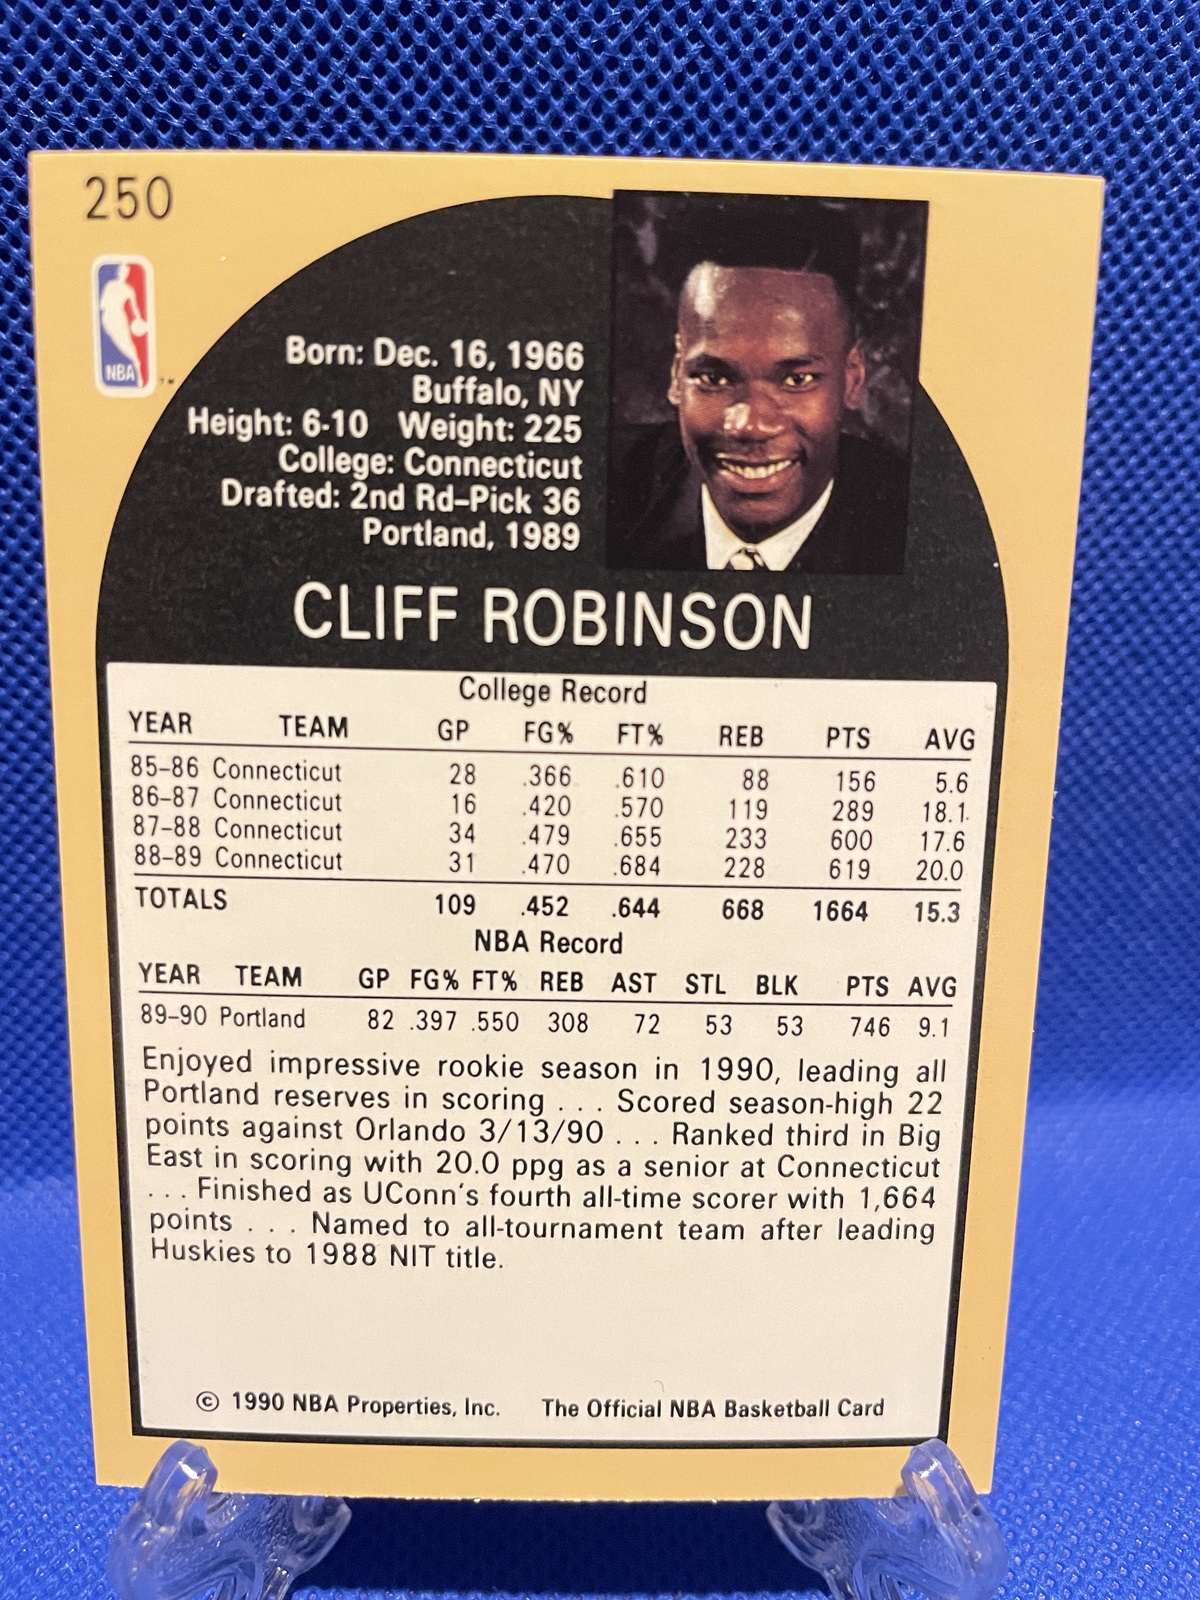 250
NBA
TM
Born: Dec. 16, 1966
Buffalo, NY
Height: 6-10 Weight: 225
College: Connecticut
Drafted: 2nd Rd-Pick 36
Portland, 1989
CLIFF ROBINSON
College Record
YEAR TEAM GP FG% FT% REB PTS AVG
85-86 Connecticut 28 .366 .610 88 156 5.6
86-87 Connecticut 16 .420 .570 119 289 18.1
87-88 Connecticut 34 .479 .655 233 600 17.6
88-89 Connecticut 31 .470 .684 228 619 20.0
TOTALS 109 .452 .644 668 1664 15.3
NBA Record
YEAR TEAM GP FG% FT% REB AST STL BLK PTS AVG
89-90 Portland 82 .397 .550 308 72 53 53 746 9.1
Enjoyed impressive rookie season in 1990, leading all
Portland reserves in scoring . . . Scored season-high 22
points against Orlando 3/13/90 . . . Ranked third in Big
East in scoring with 20.0 ppg as a senior at Connecticut
. . . Finished as UConn's fourth all-time scorer with 1,664
points . . . Named to all-tournament team after leading
Huskies to 1988 NIT title.
© 1990 NBA Properties, Inc. The Official NBA Basketball Card